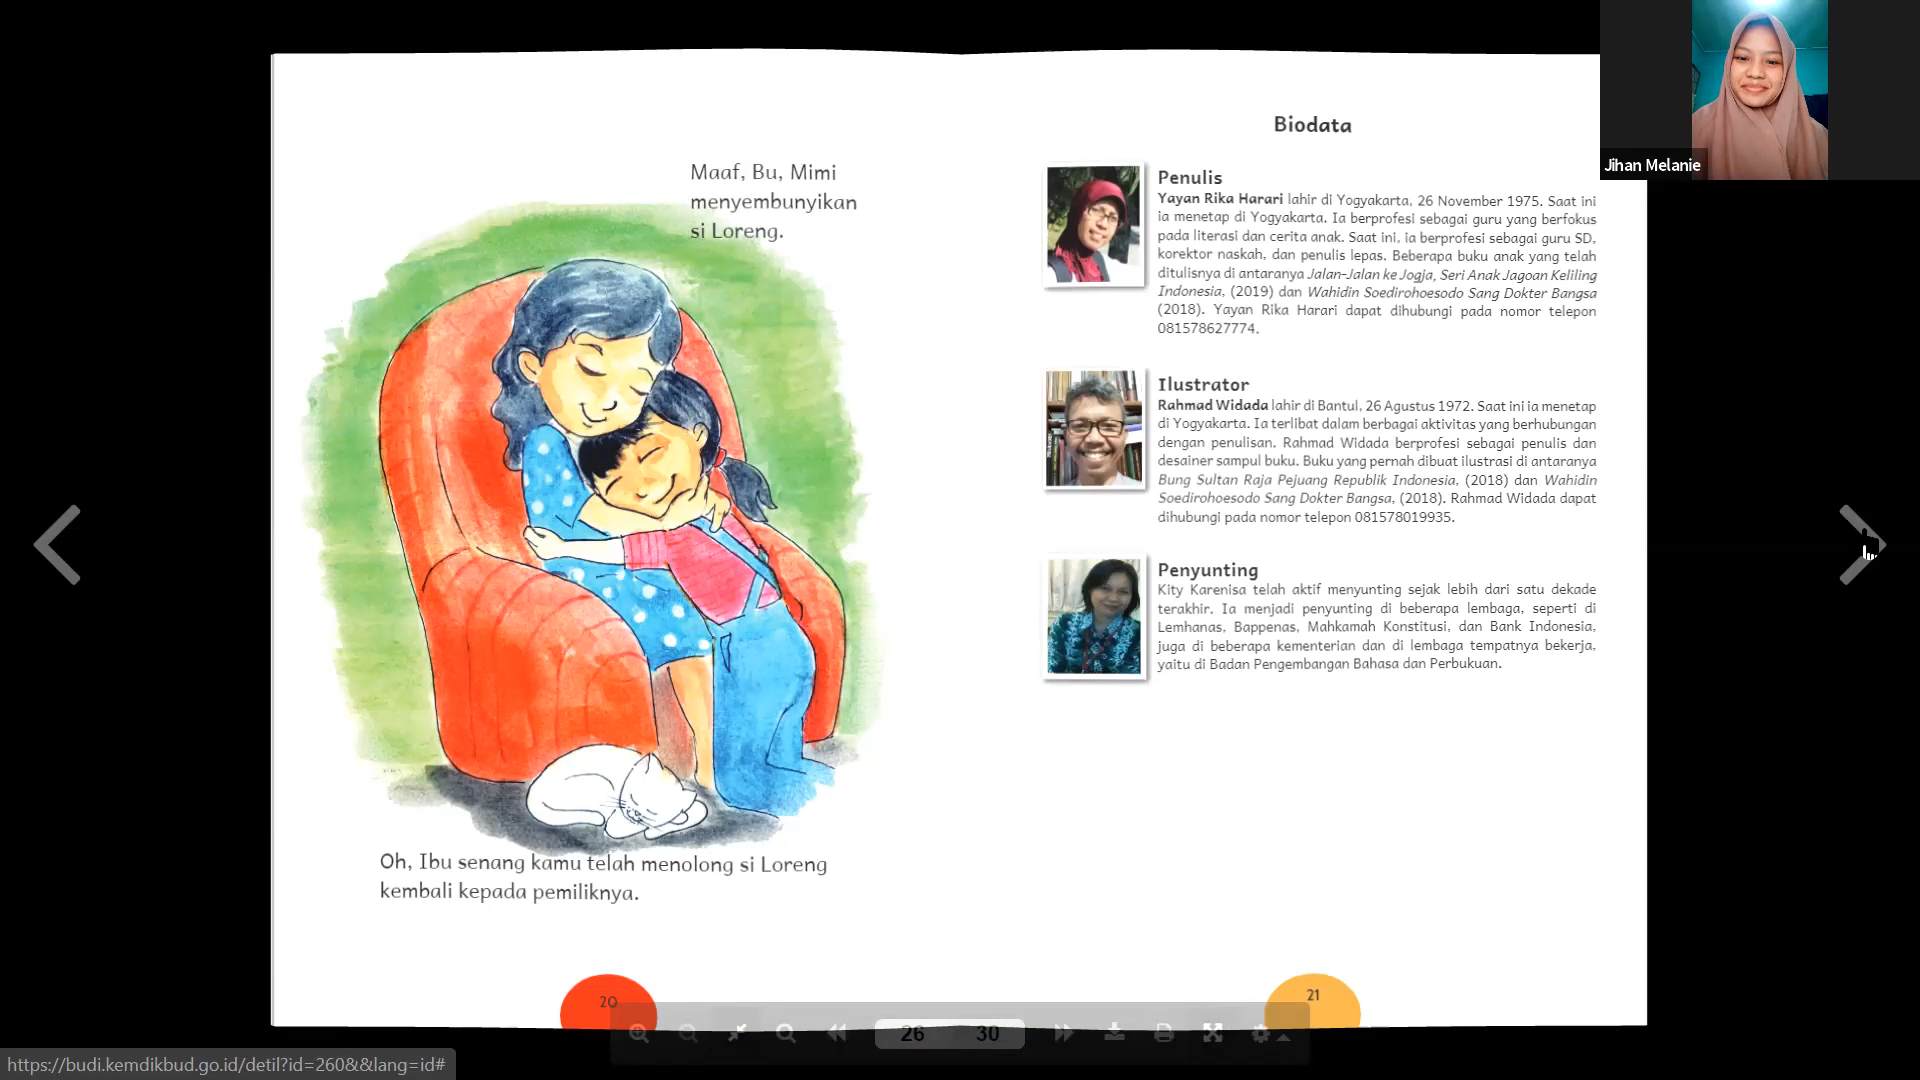 Maaf, Bu, Mimi
menyembunyikan
si Loreng.
Oh, Ibu senang kamu telah menolong si Loreng
kembali kepada pemiliknya.
20
Biodata
Penulis
Yayan Rika Harari lahir di Yogyakarta, 26 November 1975. Saat ini
ia menetap di Yogyakarta. Ia berprofesi sebagai guru yang berfokus
pada literasi dan cerita anak. Saat ini, ia berprofesi sebagai guru SD,
korektor naskah, dan penulis lepas. Beberapa buku anak yang telah
ditulisnya di antaranya Jalan-Jalan ke Jogja, Seri Anak Jagoan Keliling
Indonesia, (2019) dan Wahidin Soedirohoesodo Sang Dokter Bangsa
(2018). Yayan Rika Harari dapat dihubungi pada nomor telepon
081578627774.
Ilustrator
Rahmad Widada lahir di Bantul, 26 Agustus 1972. Saat ini ia menetap
di Yogyakarta. Ia terlibat dalam berbagai aktivitas yang berhubungan
dengan penulisan. Rahmad Widada berprofesi sebagai penulis dan
desainer sampul buku. Buku yang pernah dibuat ilustrasi di antaranya
Bung Sultan Raja Pejuang Republik Indonesia, (2018) dan Wahidin
Soedirohoesodo Sang Dokter Bangsa, (2018). Rahmad Widada dapat
dihubungi pada nomor telepon 081578019935.
Penyunting
Kity Karenisa telah aktif menyunting sejak lebih dari satu dekade
terakhir. Ia menjadi penyunting di beberapa lembaga, seperti di
Lemhanas, Bappenas, Mahkamah Konstitusi, dan Bank Indonesia,
juga di beberapa kementerian dan di lembaga tempatnya bekerja,
yaitu di Badan Pengembangan Bahasa dan Perbukuan.
21
Jihan Melanie
26 30
https://budi.kemdikbud.go.id/detil?id=260&&lang=id#